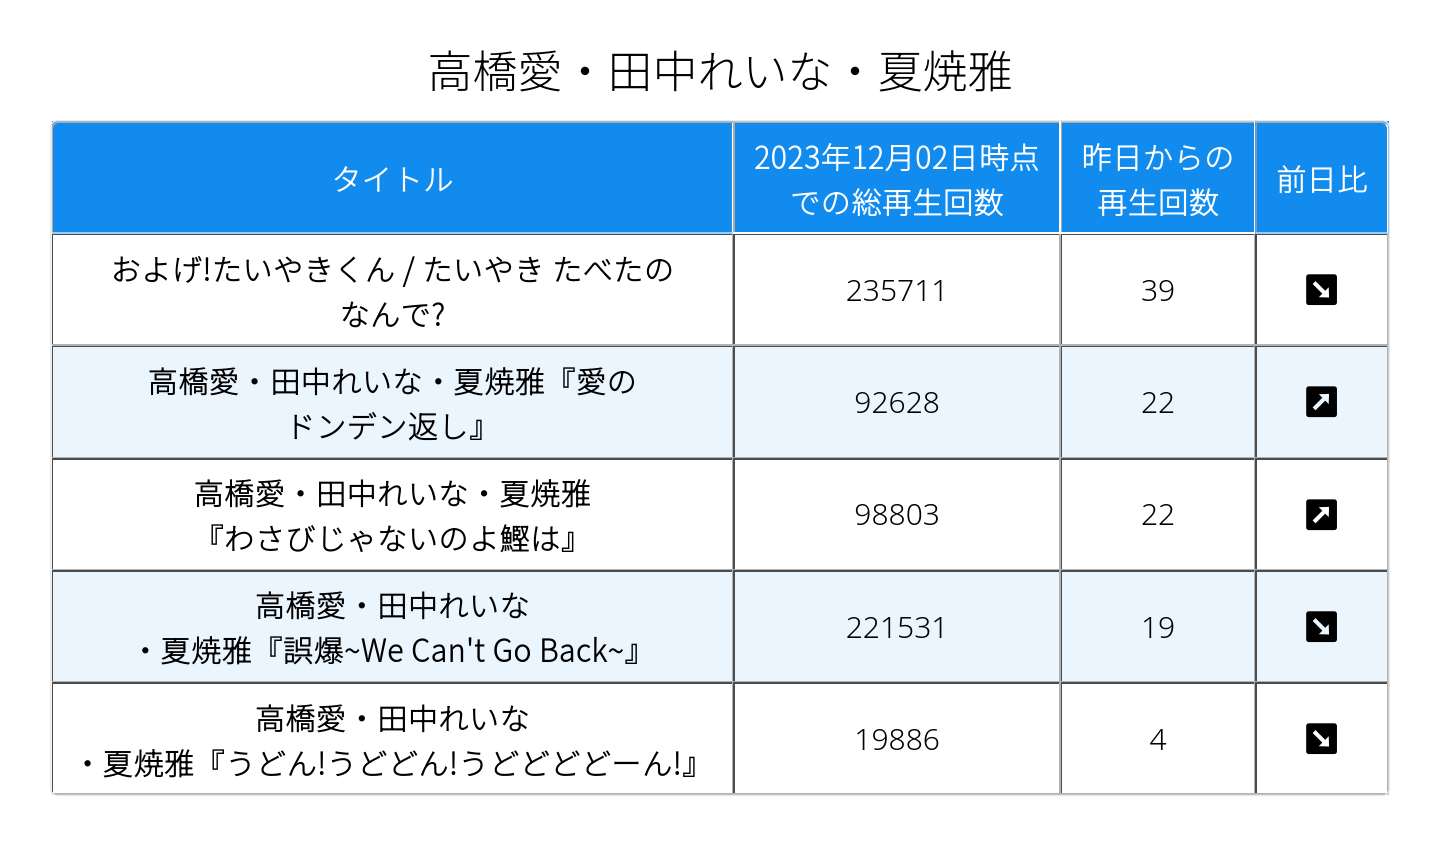 高橋愛・田中れいな・夏焼雅
タイトル
2023年12月02日時点
での総再生回数
昨日からの
再生回数
前日比
およげ!たいやきくん / たいやき たべたの
なんで?
235711
39
高橋愛・田中れいな・夏焼雅『愛の
ドンデン返し』
92628
22
高橋愛・田中れいな・夏焼雅
『わさびじゃないのよ鰹は』
98803
22
高橋愛・田中れいな
・夏焼雅『誤爆~We Can't Go Back~』
221531
19
高橋愛・田中れいな
・夏焼雅『うどん!うどどん!うどどどどーん!』
19886
4